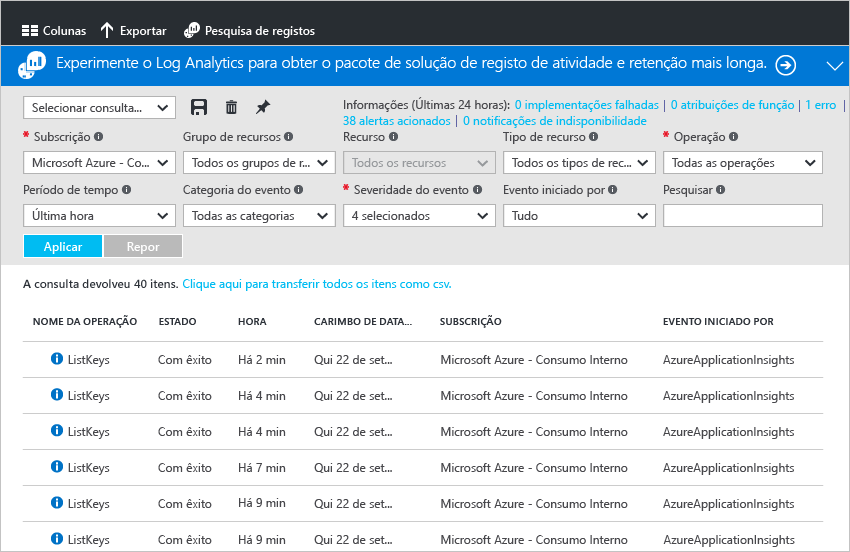 Colunas Exportar Pesquisa de registos
Experimente o Log Analytics para obter o pacote de solução de registo de atividade e retenção mais longa.
Selecionar consulta... Informações (Últimas 24 horas): 0 implementações falhadas | 0 atribuições de função | 1 erro |
38 alertas acionados | 0 notificações de indisponibilidade
* Subscrição Grupo de recursos Recurso Tipo de recurso * Operação
Microsoft Azure - Co... Todos os grupos de r... Todos os recursos Todos os tipos de rec... Todas as operações
Período de tempo Categoria do evento * Severidade do evento Evento iniciado por Pesquisar
Última hora Todas as categorias 4 selecionados Tudo
Aplicar Repor
A consulta devolveu 40 itens. Clique aqui para transferir todos os itens como csv.
NOME DA OPERAÇÃO ESTADO HORA CARIMBO DE DATA... SUBSCRIÇÃO EVENTO INICIADO POR
ListKeys Com êxito Há 2 min Qui 22 de set... Microsoft Azure - Consumo Interno AzureApplicationInsights
ListKeys Com êxito Há 4 min Qui 22 de set... Microsoft Azure - Consumo Interno AzureApplicationInsights
ListKeys Com êxito Há 4 min Qui 22 de set... Microsoft Azure - Consumo Interno AzureApplicationInsights
ListKeys Com êxito Há 7 min Qui 22 de set... Microsoft Azure - Consumo Interno AzureApplicationInsights
ListKeys Com êxito Há 9 min Qui 22 de set... Microsoft Azure - Consumo Interno AzureApplicationInsights
ListKeys Com êxito Há 9 min Qui 22 de set... Microsoft Azure - Consumo Interno AzureApplicationInsights